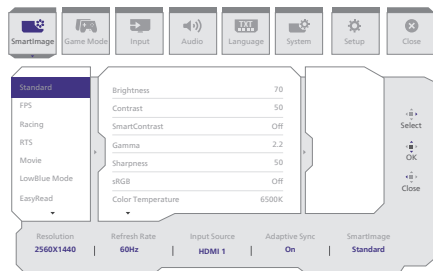 SmartImage
Game Mode
Input
Audio
TXT
Language
System
Setup
Close
Standard
FPS
Racing
RTS
Movie
LowBlue Mode
EasyRead
Brightness 70
Contrast 50
SmartContrast Off
Gamma 2.2
Sharpness 50
sRGB Off
Color Temperature 6500K
Select
OK
Close
Resolution
2560X1440
Refresh Rate
60Hz
Input Source
HDMI 1
Adaptive Sync
On
SmartImage
Standard